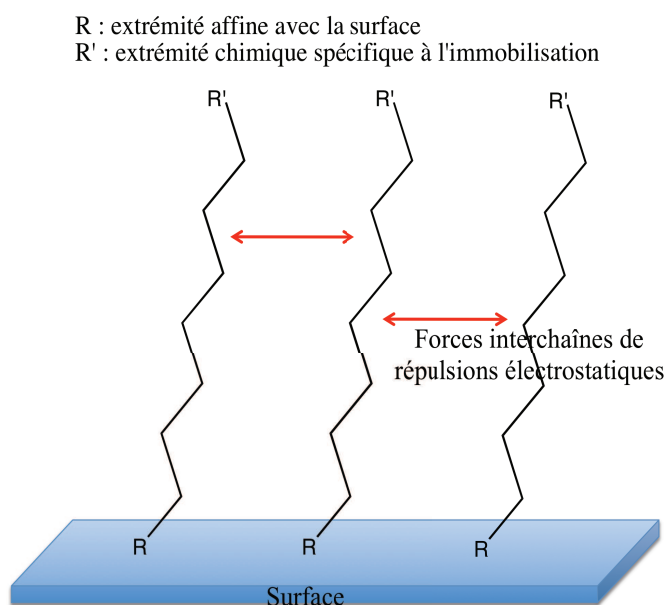 R : extrémité affine avec la surface
R' : extrémité chimique spécifique à l'immobilisation
R' R' R'
Forces interchaînes de
répulsions électrostatiques
R R R
Surface